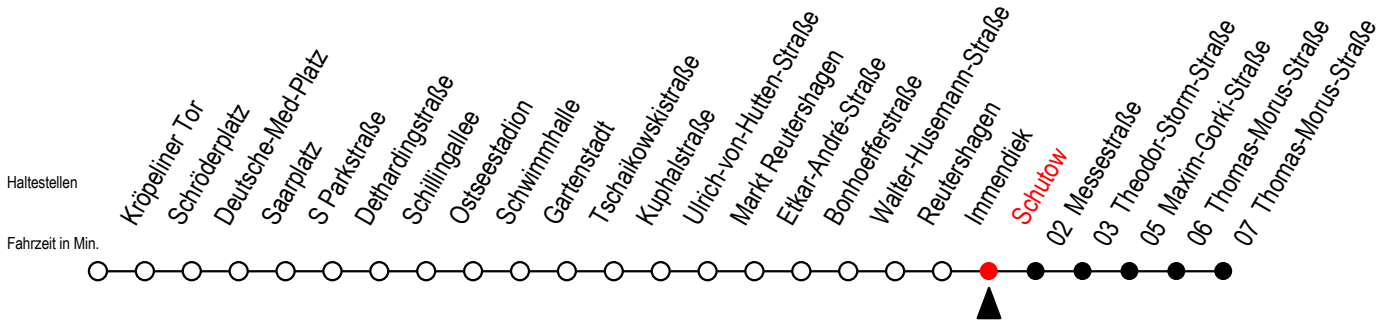 Haltestellen
Fahrzeit in Min.
Kröpeliner Tor
Schröderplatz
Deutsche-Med-Platz
Saarplatz
S Parkstraße
Dethardingstraße
Schillingallee
Ostseestadion
Schwimmhalle
Gartenstadt
Tschaikowskistraße
Kuphalstraße
Ulrich-von-Hutten-Straße
Markt Reutershagen
Etkar-André-Straße
Bonhoefferstraße
Walter-Husemann-Straße
Reutershagen
Immendiek
Schutow
02 Messestraße
03 Theodor-Storm-Straße
05 Maxim-Gorki-Straße
06 Thomas-Morus-Straße
07 Thomas-Morus-Straße